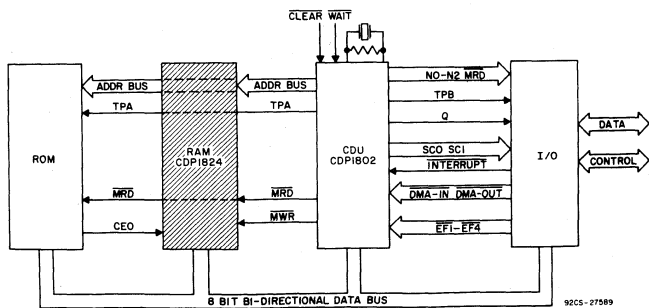 CLEAR WAIT
ADDR BUS
ADDR BUS
NO-N2 MRD
TPB
TPA
TPA
Q
DATA
ROM
RAM
CDP1824
CDU
CDP1802
SCO SCI
I/O
INTERRUPT
CONTROL
MRD
MRD
DMA-IN DMA-OUT
MWR
CEO
EF1-EF4
8 BIT BI-DIRECTIONAL DATA BUS
92CS-27589